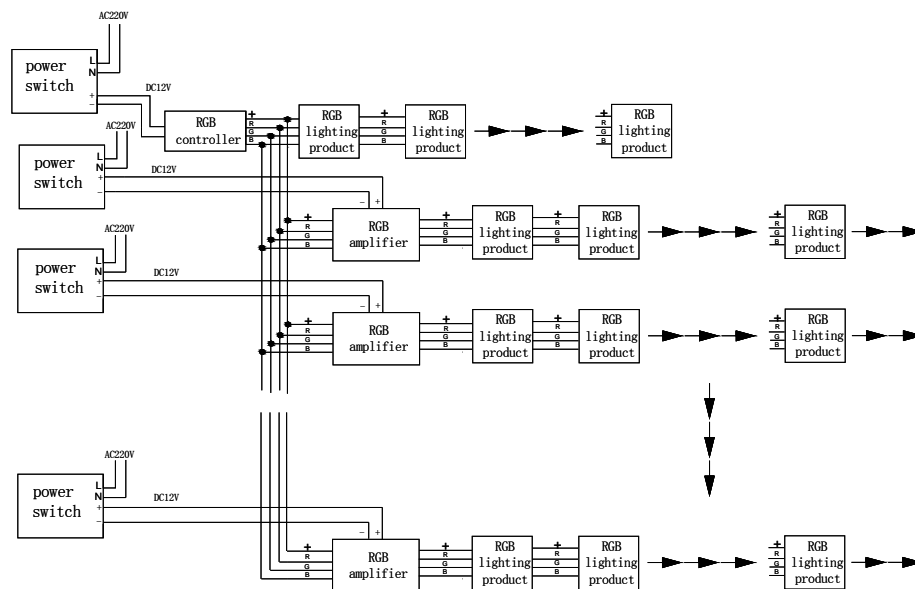 AC220V
power
switch
L
N
+
−
DC12V
RGB
controller
+
R
G
B
RGB
lighting
product
+
R
G
B
RGB
lighting
product
+
R
G
B
RGB
lighting
product
AC220V
power
switch
L
N
+
−
DC12V
− +
+
R
G
B
RGB
amplifier
+
R
G
B
RGB
lighting
product
+
R
G
B
RGB
lighting
product
+
R
G
B
RGB
lighting
product
AC220V
power
switch
L
N
+
−
DC12V
− +
+
R
G
B
RGB
amplifier
+
R
G
B
RGB
lighting
product
+
R
G
B
RGB
lighting
product
+
R
G
B
RGB
lighting
product
AC220V
power
switch
L
N
+
−
DC12V
− +
+
R
G
B
RGB
amplifier
+
R
G
B
RGB
lighting
product
+
R
G
B
RGB
lighting
product
+
R
G
B
RGB
lighting
product